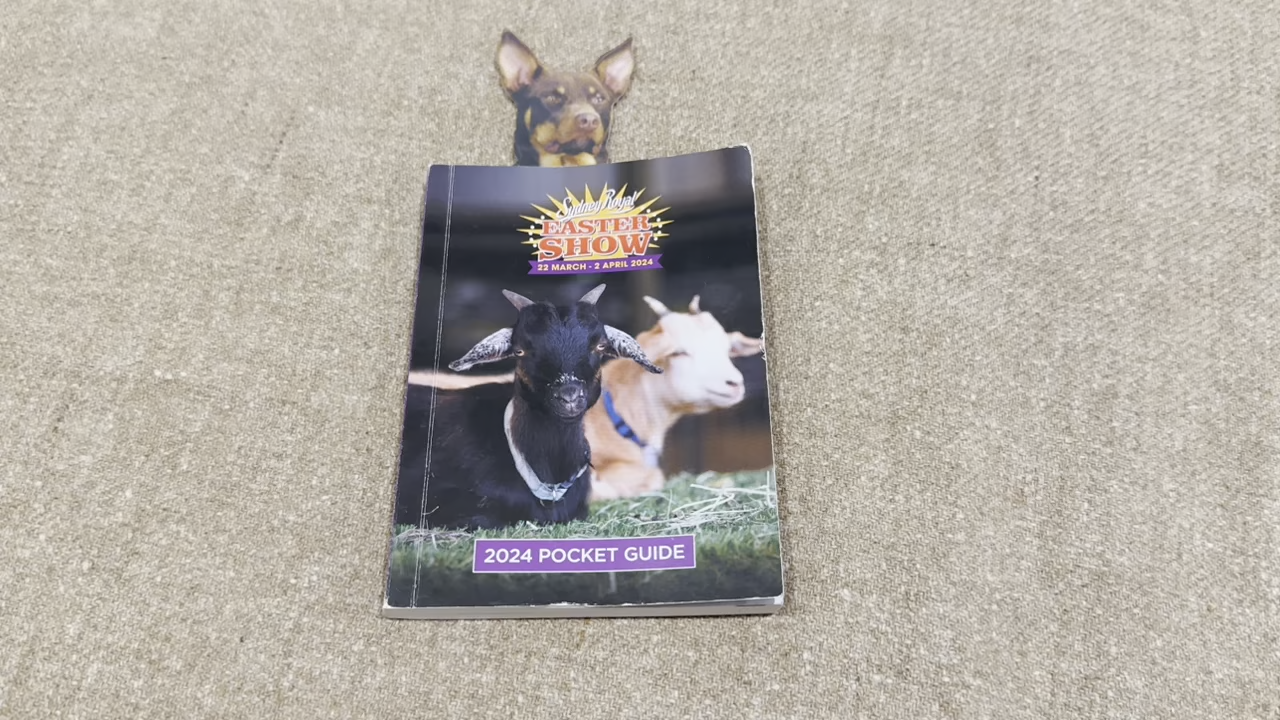 Sydney Royal
EASTER
SHOW
22 MARCH - 2 APRIL 2024
2024 POCKET GUIDE